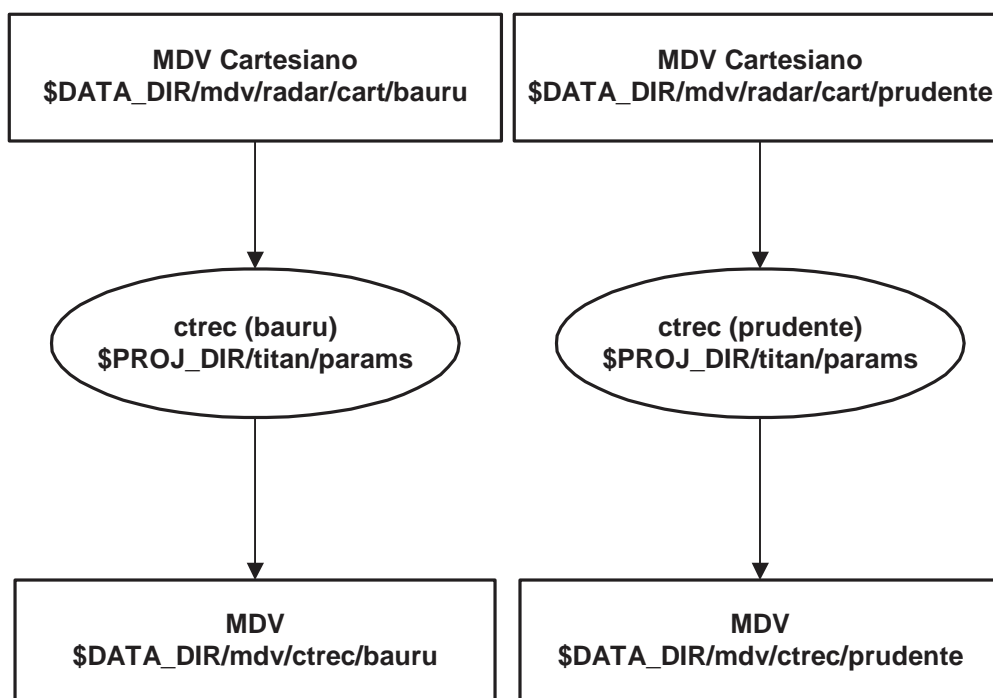 MDV Cartesiano
$DATA_DIR/mdv/radar/cart/bauru
MDV Cartesiano
$DATA_DIR/mdv/radar/cart/prudente
ctrec (bauru)
$PROJ_DIR/titan/params
ctrec (prudente)
$PROJ_DIR/titan/params
MDV
$DATA_DIR/mdv/ctrec/bauru
MDV
$DATA_DIR/mdv/ctrec/prudente